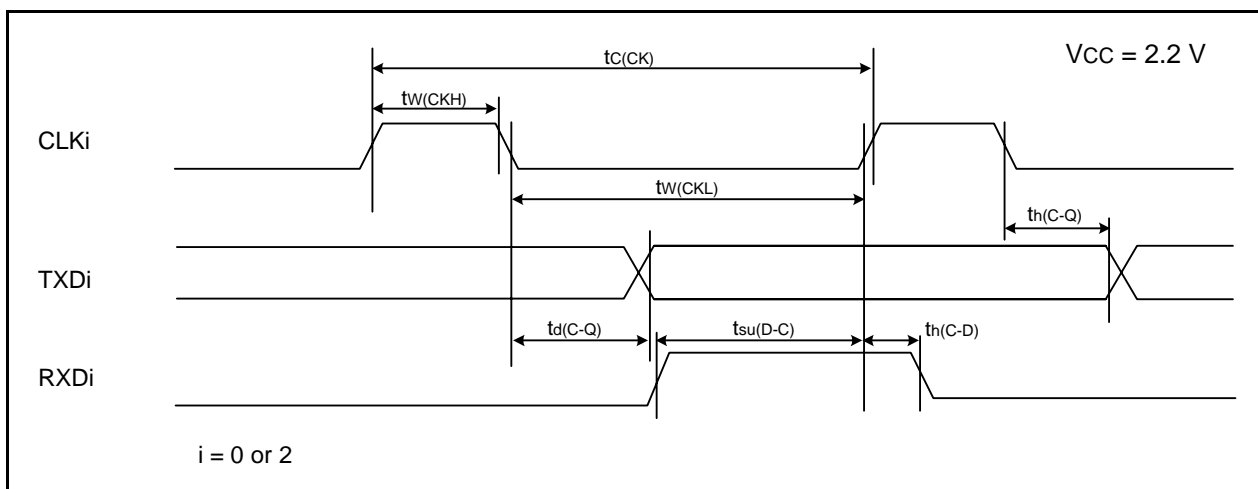 tC(CK)
VCC = 2.2 V
tW(CKH)
CLKi
tW(CKL)
th(C-Q)
TXDi
td(C-Q)
tsu(D-C)
th(C-D)
RXDi
i = 0 or 2